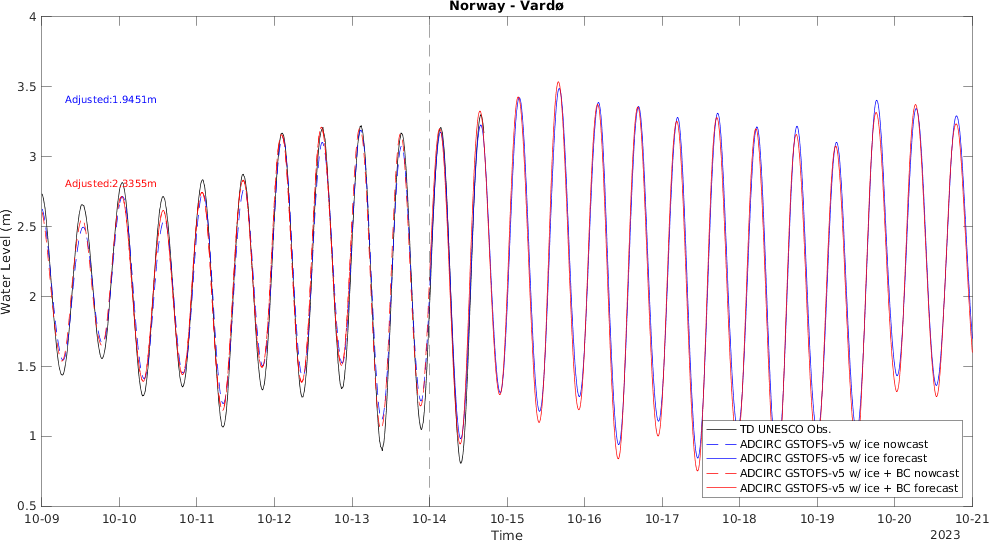 Norway - Vardø
4
3.5
3
2.5
2
1.5
1
0.5
Water Level (m)
Adjusted:1.9451m
Adjusted:2.3355m
TD UNESCO Obs.
ADCIRC GSTOFS-v5 w/ ice nowcast
ADCIRC GSTOFS-v5 w/ ice forecast
ADCIRC GSTOFS-v5 w/ ice + BC nowcast
ADCIRC GSTOFS-v5 w/ ice + BC forecast
10-09 10-10 10-11 10-12 10-13 10-14 10-15 10-16 10-17 10-18 10-19 10-20 10-21
Time
2023